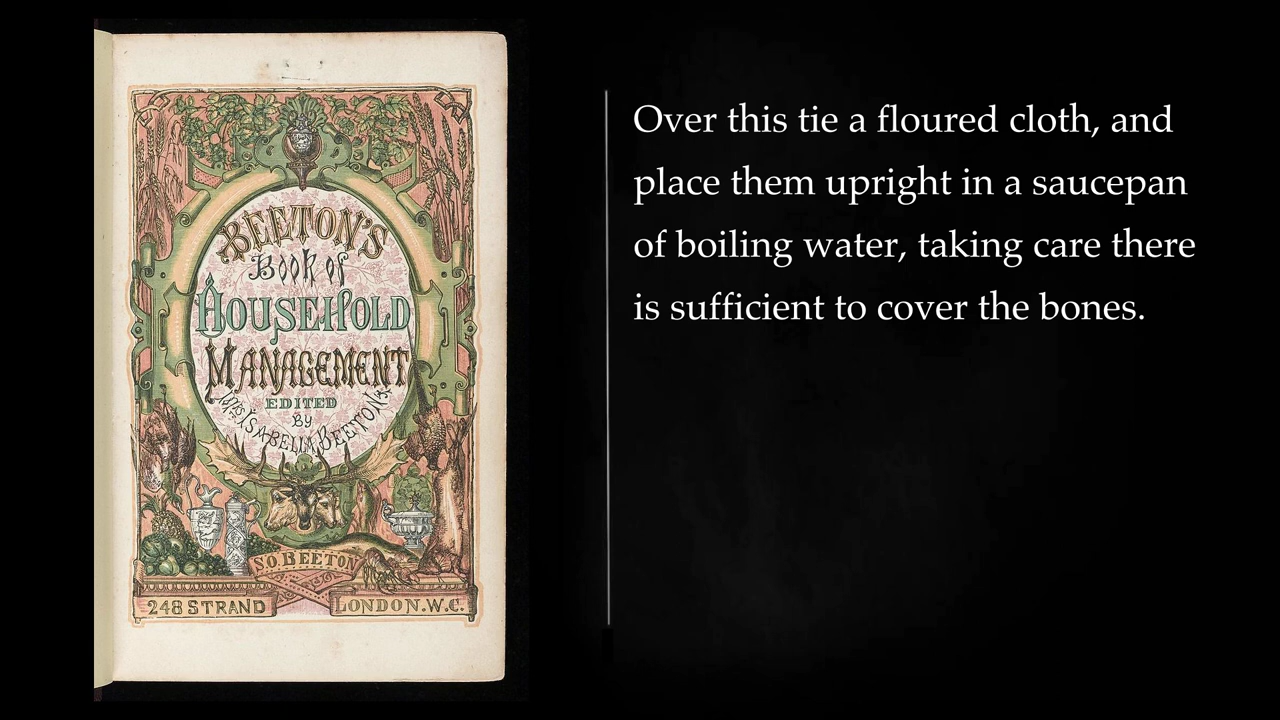 BEETON'S
Book of
HOUSEHOLD
MANAGEMENT
EDITED
BY
MRS ISABELLA BEETON
S.O. BEETON
248 STRAND
LONDON. W.C.
Over this tie a floured cloth, and
place them upright in a saucepan
of boiling water, taking care there
is sufficient to cover the bones.